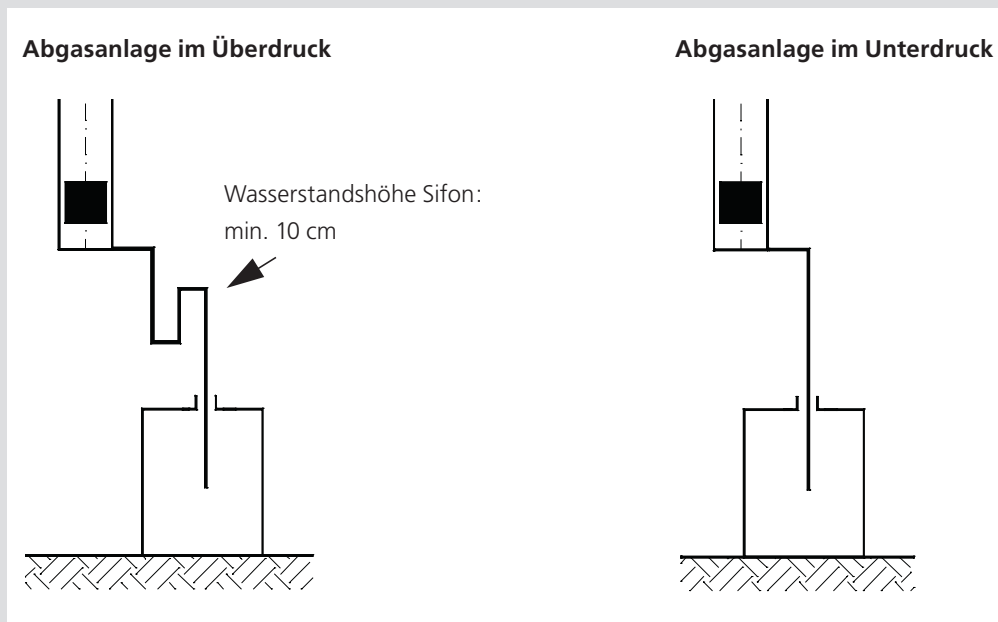 Abgasanlage im Überdruck
Abgasanlage im Unterdruck
Wasserstandshöhe Sifon:
min. 10 cm